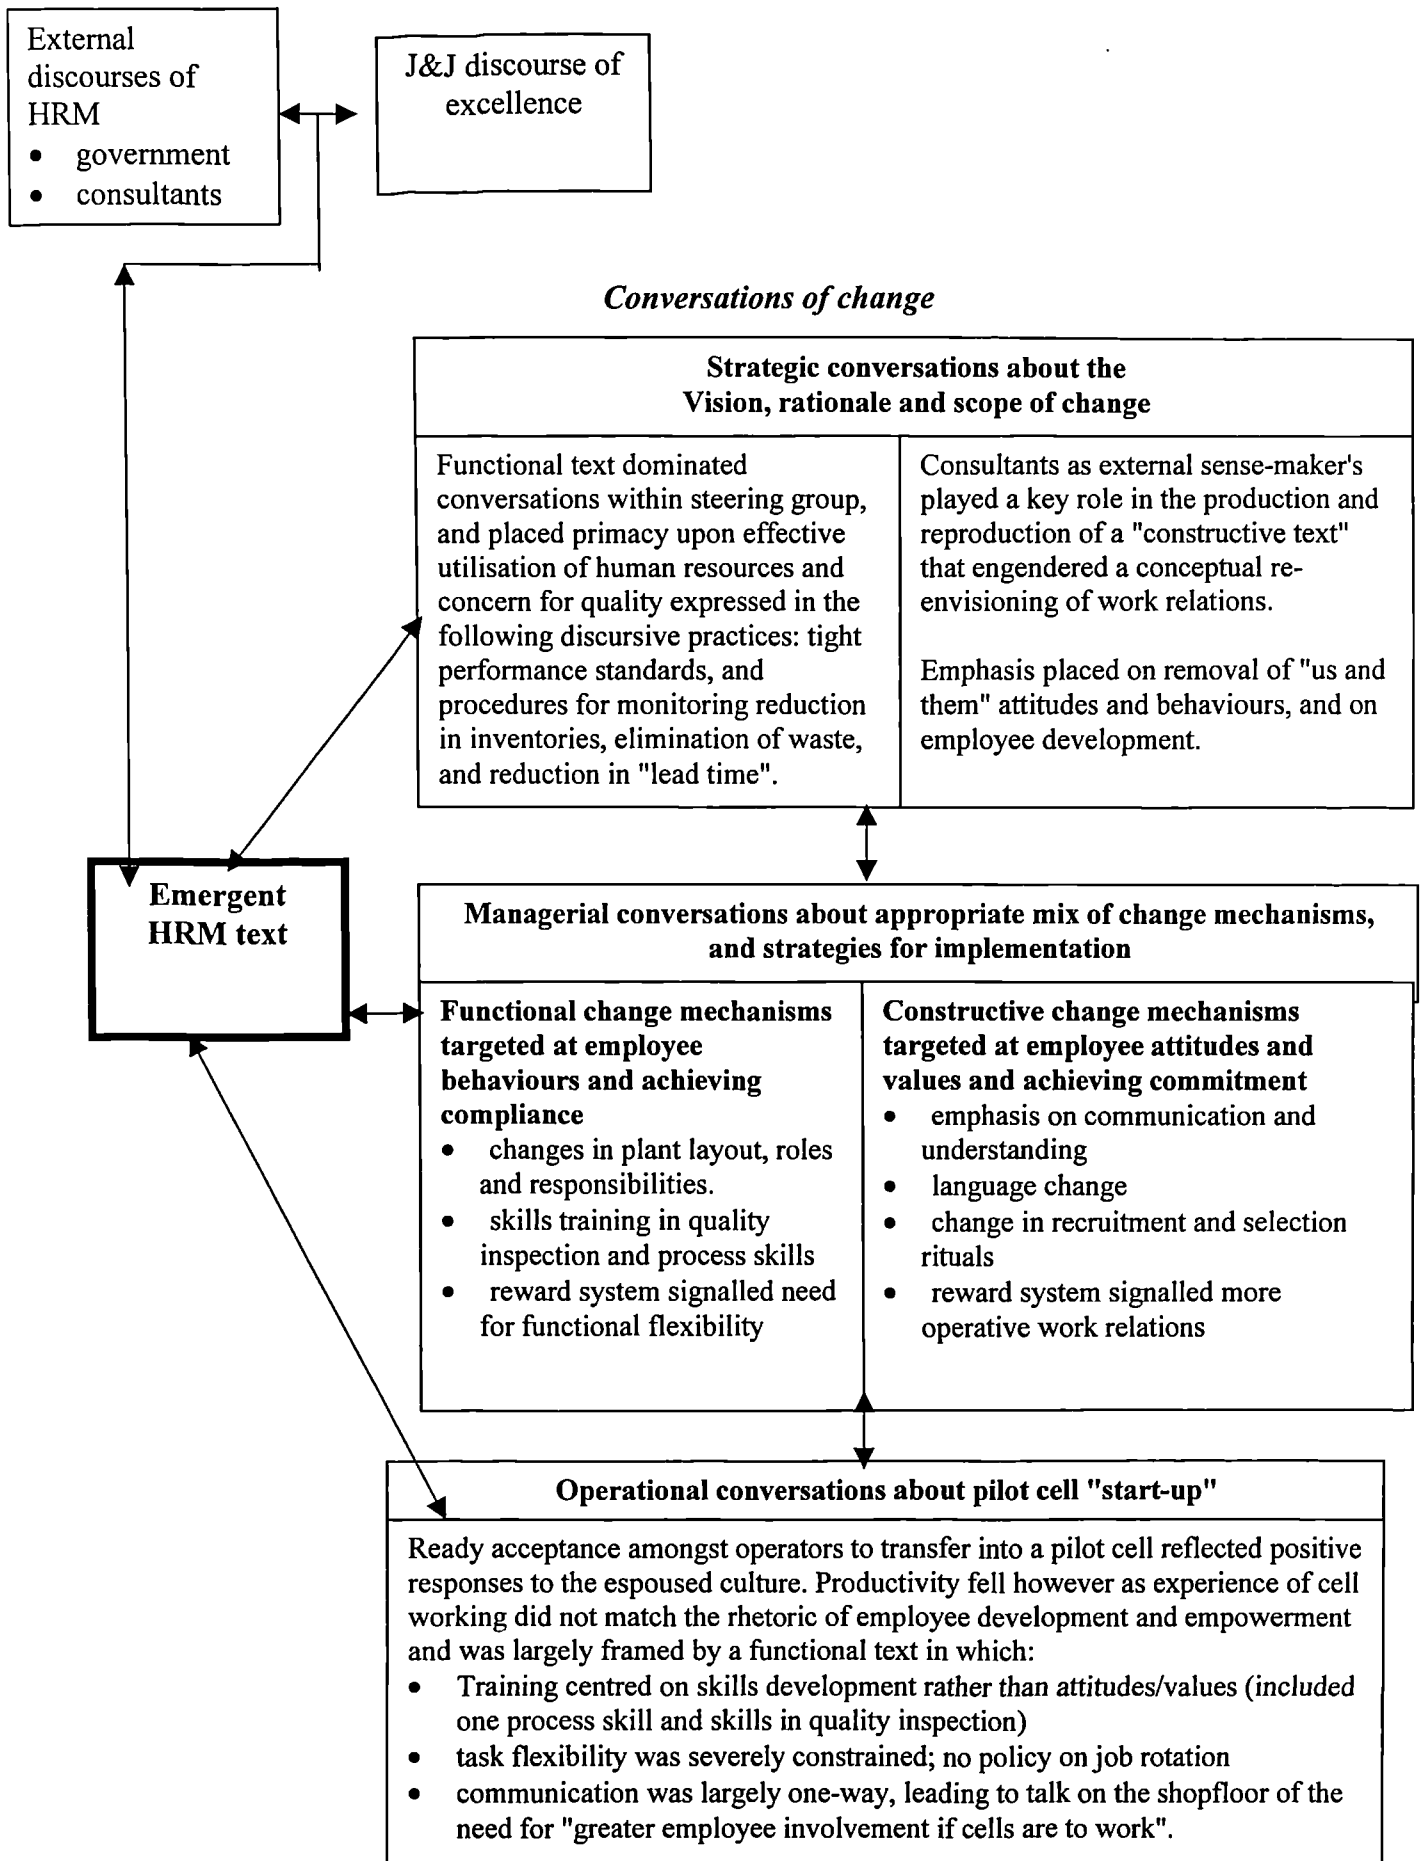 External
discourses of
HRM
• government
• consultants
J&J discourse of
excellence
Conversations of change
Strategic conversations about the
Vision, rationale and scope of change
Functional text dominated
conversations within steering group,
and placed primacy upon effective
utilisation of human resources and
concern for quality expressed in the
following discursive practices: tight
performance standards, and
procedures for monitoring reduction
in inventories, elimination of waste,
and reduction in "lead time".
Consultants as external sense-maker's
played a key role in the production and
reproduction of a "constructive text"
that engendered a conceptual re-
envisioning of work relations.
Emphasis placed on removal of "us and
them" attitudes and behaviours, and on
employee development.
Emergent
HRM text
Managerial conversations about appropriate mix of change mechanisms,
and strategies for implementation
Functional change mechanisms
targeted at employee
behaviours and achieving
compliance
• changes in plant layout, roles
and responsibilities.
• skills training in quality
inspection and process skills
• reward system signalled need
for functional flexibility
Constructive change mechanisms
targeted at employee attitudes and
values and achieving commitment
• emphasis on communication and
understanding
• language change
• change in recruitment and selection
rituals
• reward system signalled more
operative work relations
Operational conversations about pilot cell "start-up"
Ready acceptance amongst operators to transfer into a pilot cell reflected positive
responses to the espoused culture. Productivity fell however as experience of cell
working did not match the rhetoric of employee development and empowerment
and was largely framed by a functional text in which:
• Training centred on skills development rather than attitudes/values (included
one process skill and skills in quality inspection)
• task flexibility was severely constrained; no policy on job rotation
• communication was largely one-way, leading to talk on the shopfloor of the
need for "greater employee involvement if cells are to work".